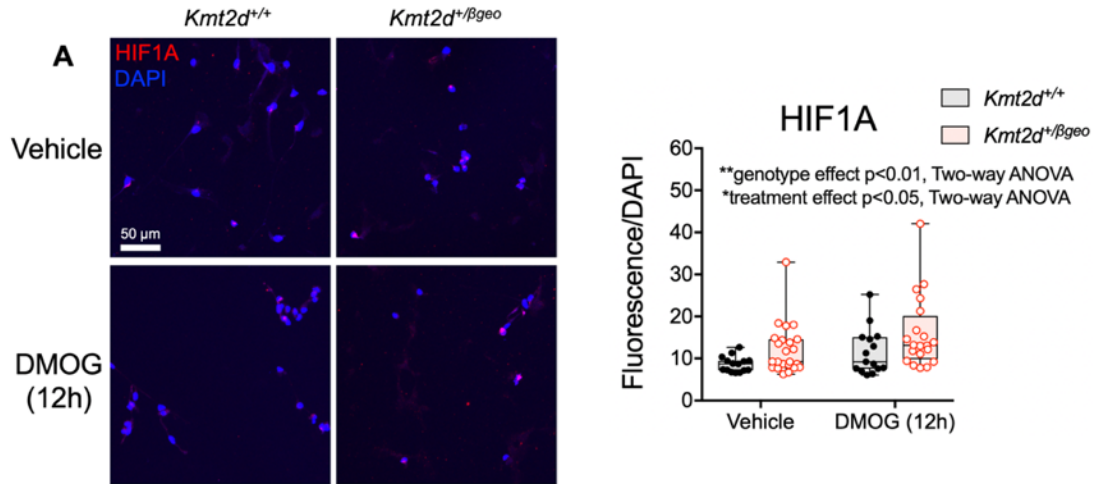 Kmt2d+/+ Kmt2d+/βgeo
A
HIF1A
DAPI
Vehicle
50 µm
DMOG
(12h)
Kmt2d+/+
Kmt2d+/βgeo
HIF1A
**genotype effect p<0.01, Two-way ANOVA
*treatment effect p<0.05, Two-way ANOVA
Fluorescence/DAPI
60
50
40
30
20
10
0
Vehicle DMOG (12h)